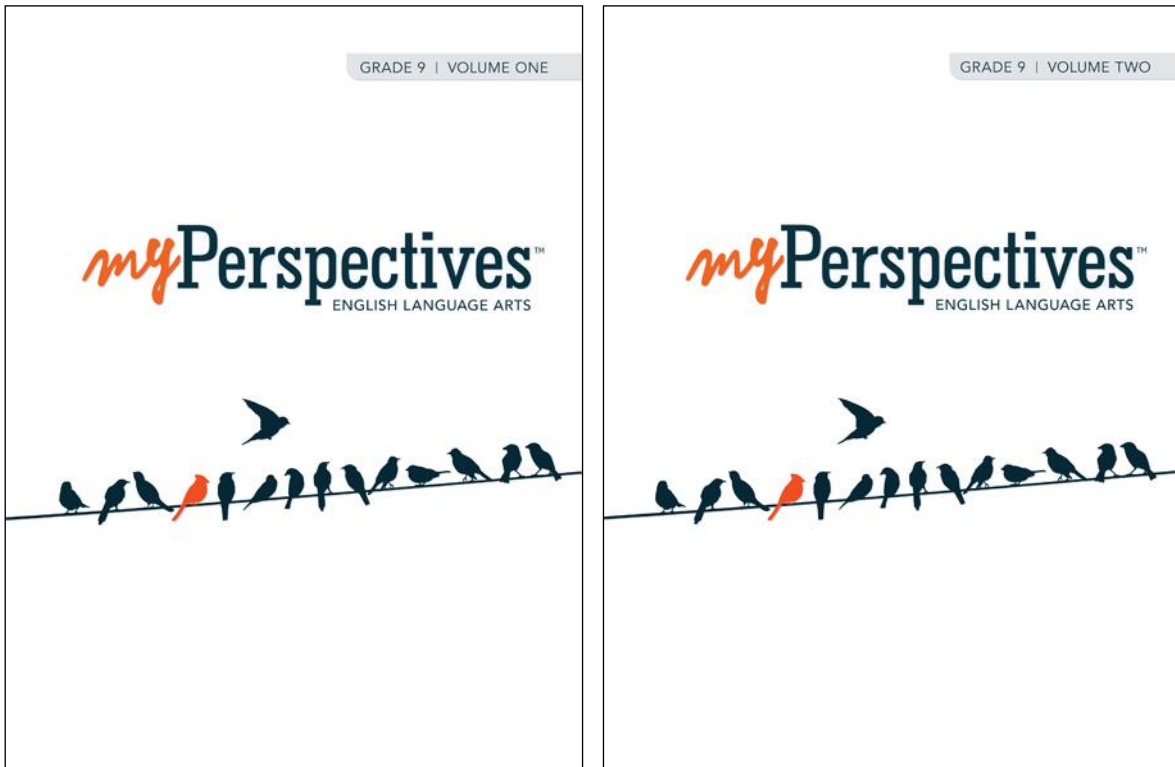 GRADE 9 | VOLUME ONE
myPerspectives™
ENGLISH LANGUAGE ARTS
GRADE 9 | VOLUME TWO
myPerspectives™
ENGLISH LANGUAGE ARTS